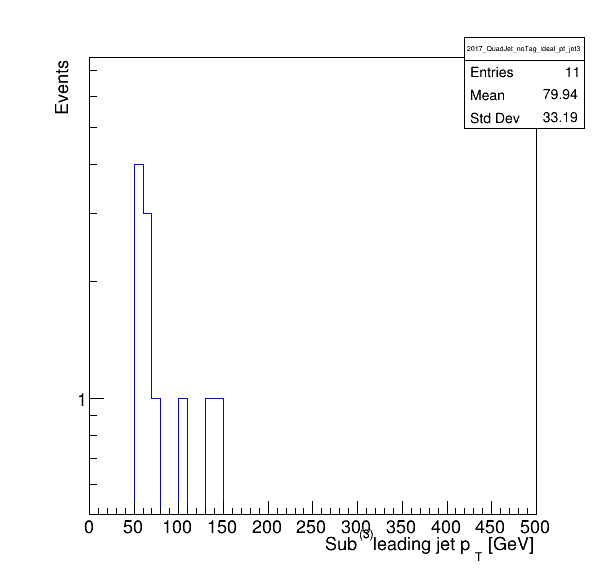 2017_QuadJet_noTag_ideal_pt_jet3
Entries 11
Mean 79.94
Std Dev 33.19
Events
1
0 50 100 150 200 250 300 350 400 450 500
Sub (3) leading jet p T [GeV]